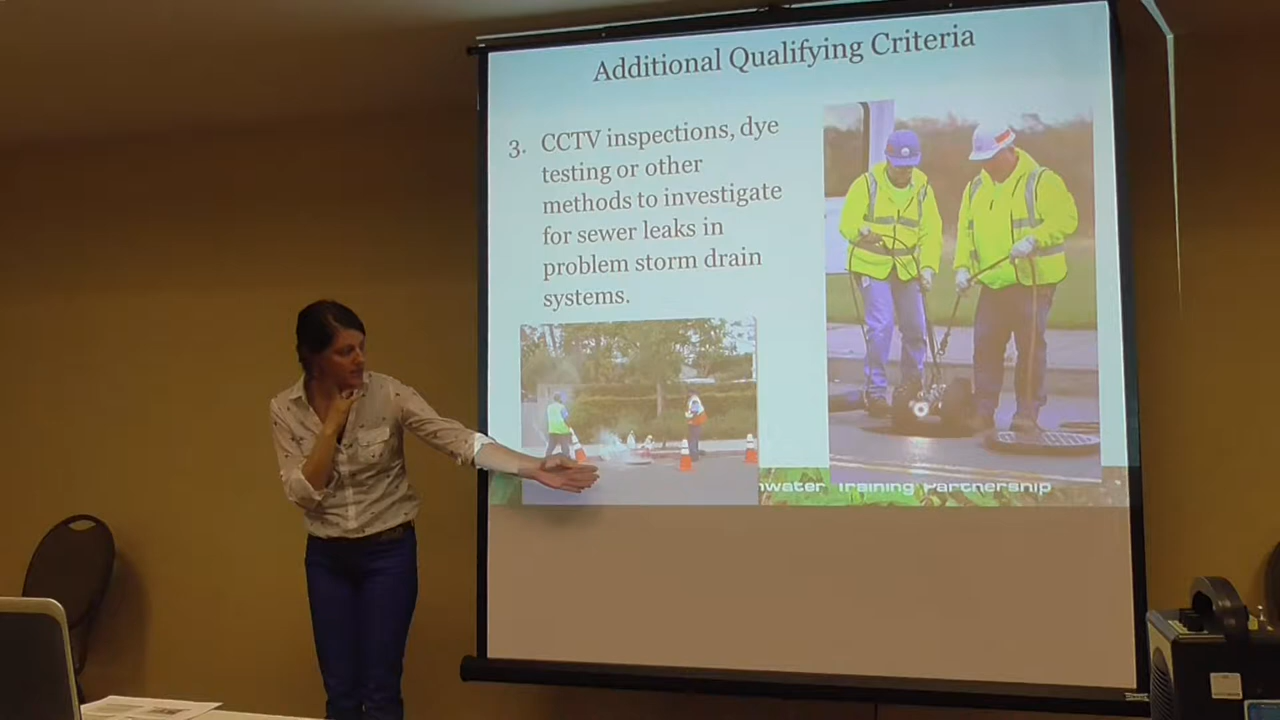 Additional Qualifying Criteria
3. CCTV inspections, dye
testing or other
methods to investigate
for sewer leaks in
problem storm drain
systems.
Training Partnership